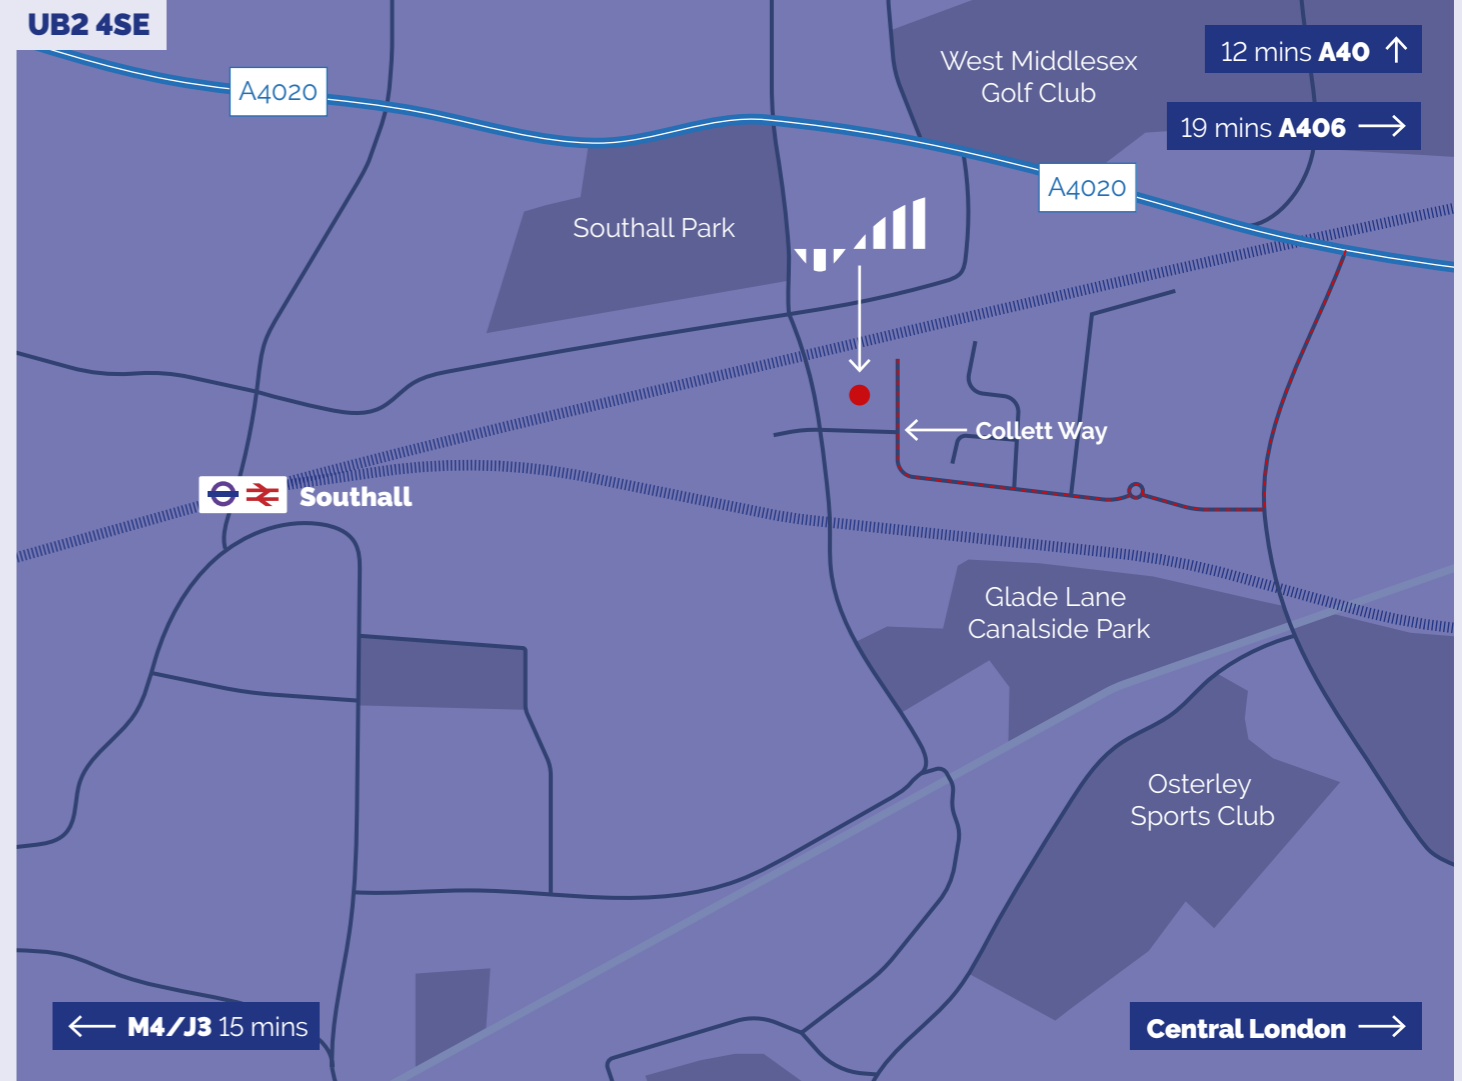 UB2 4SE
A4020
West Middlesex
Golf Club
12 mins A40
19 mins A406
A4020
Southall Park
Collett Way
Southall
Glade Lane
Canalside Park
Osterley
Sports Club
M4/J3 15 mins
Central London